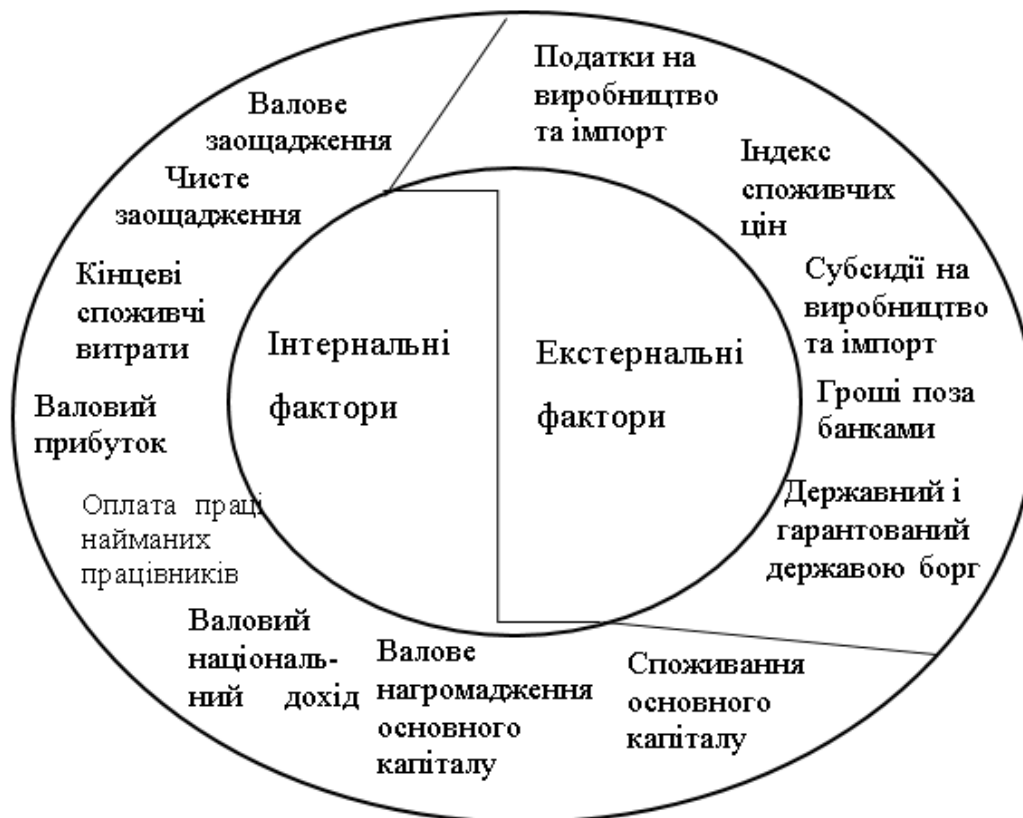 Податки на
виробництво
та імпорт
Індекс
споживчих
цін
Субсидії на
виробництво
та імпорт
Гроші поза
банками
Державний і
гарантований
державою борг
Валове
заощадження
Чисте
заощадження
Кінцеві
споживчі
витрати
Валовий
прибуток
Оплата праці
найманих
працівників
Валовий
національ-
ний дохід
Валове
нагромадження
основного
капіталу
Споживання
основного
капіталу
Інтернальні
фактори
Екстернальні
фактори